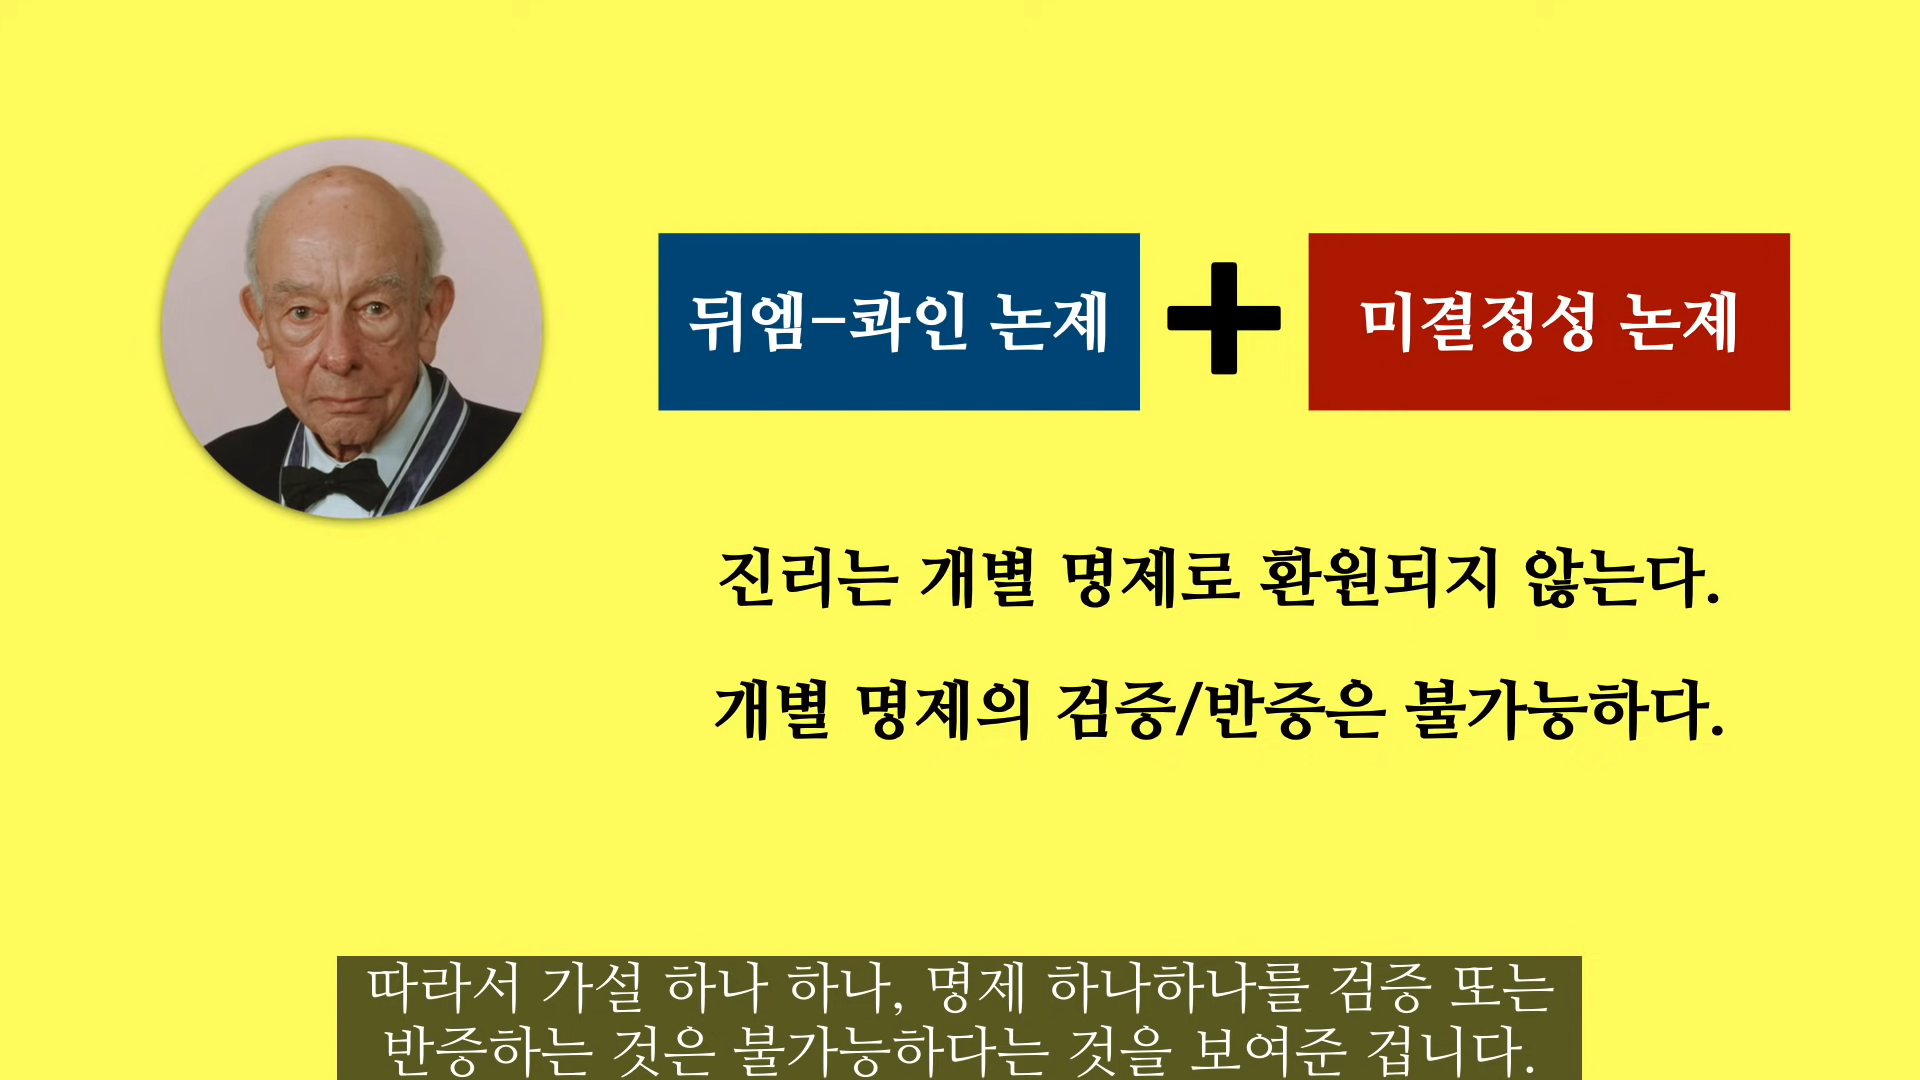 뒤엠-콰인 논제 + 미결정성 논제
진리는 개별 명제로 환원되지 않는다.
개별 명제의 검증/반증은 불가능하다.
따라서 가설 하나 하나, 명제 하나하나를 검증 또는
반증하는 것은 불가능하다는 것을 보여준 겁니다.